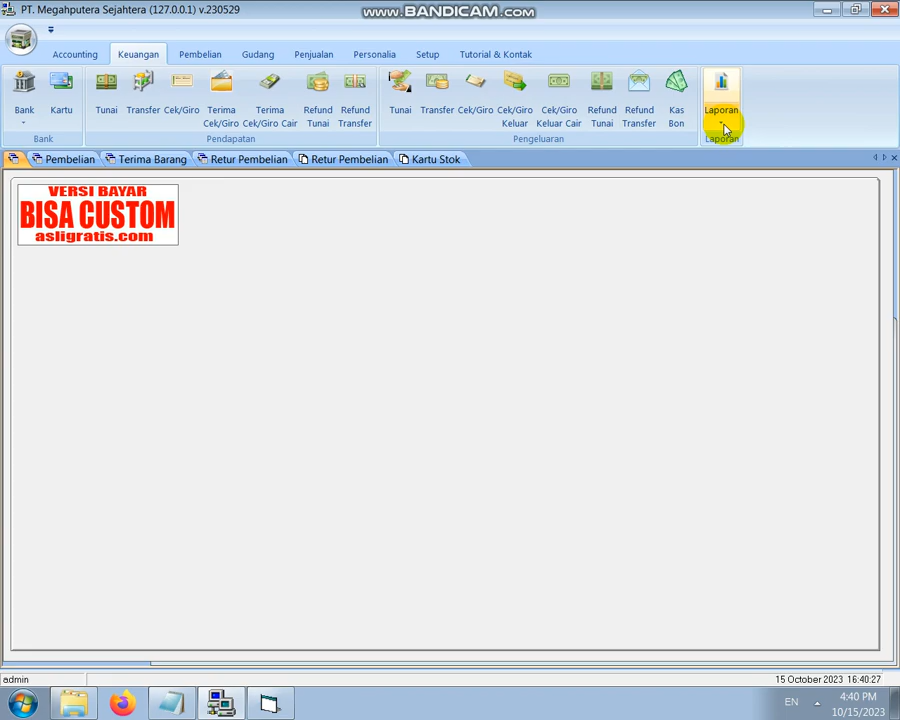 PT. Megahputera Sejahtera (127.0.0.1) v.230529
www.BANDICAM.com
Accounting Keuangan Pembelian Gudang Penjualan Personalia Setup Tutorial & Kontak
Bank Kartu Tunai Transfer Cek/Giro Terima Cek/Giro Terima Cek/Giro Cair Refund Tunai Refund Transfer Tunai Transfer Cek/Giro Cek/Giro Keluar Cek/Giro Keluar Cair Refund Tunai Refund Transfer Kas Bon Laporan
Bank Pendapatan Pengeluaran Laporan
Pembelian Terima Barang Retur Pembelian Retur Pembelian Kartu Stok
VERSI BAYAR
BISA CUSTOM
asligratis.com
admin 15 October 2023 16:40:27
EN 4:40 PM
10/15/2023